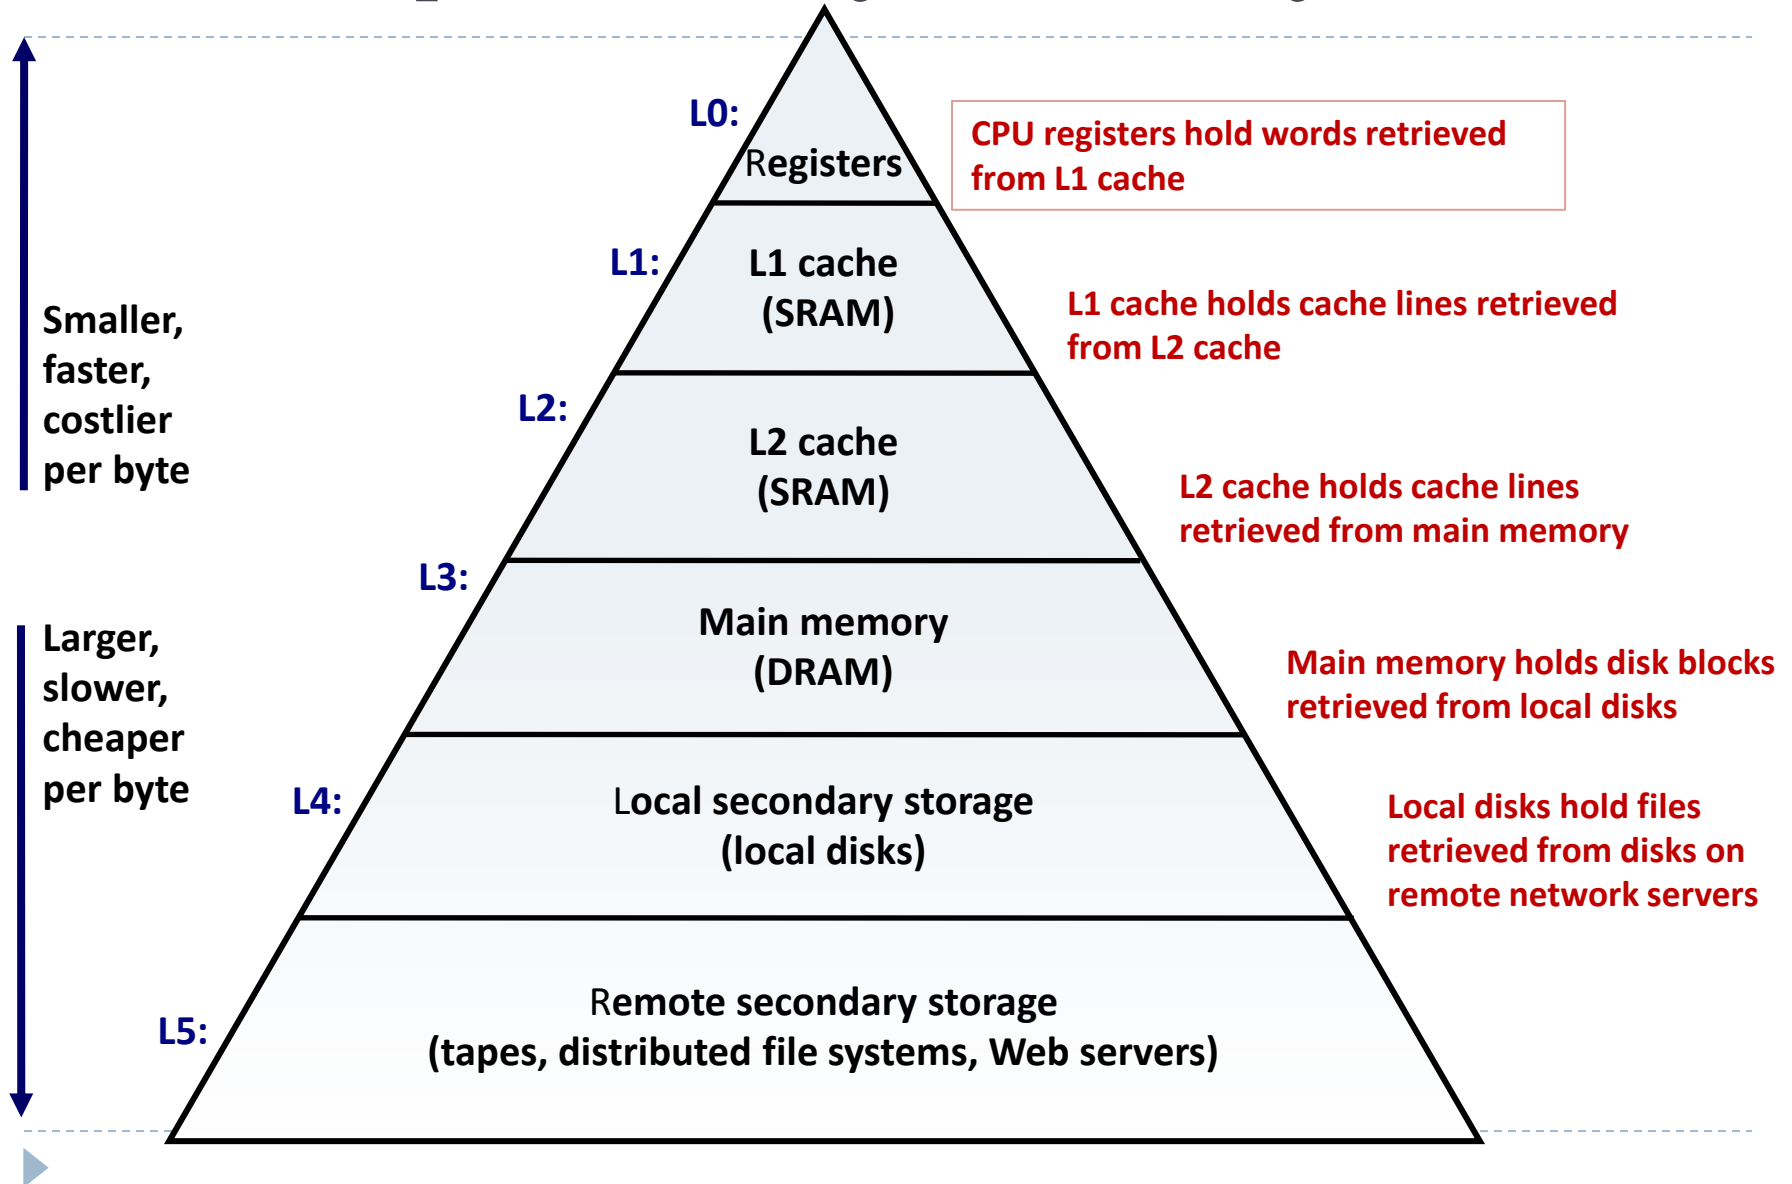 L0:
Registers
CPU registers hold words retrieved
from L1 cache
L1:
L1 cache
(SRAM)
L1 cache holds cache lines retrieved
from L2 cache
Smaller,
faster,
costlier
per byte
L2:
L2 cache
(SRAM)
L2 cache holds cache lines
retrieved from main memory
L3:
Main memory
(DRAM)
Main memory holds disk blocks
retrieved from local disks
Larger,
slower,
cheaper
per byte
L4:
Local secondary storage
(local disks)
Local disks hold files
retrieved from disks on
remote network servers
L5:
Remote secondary storage
(tapes, distributed file systems, Web servers)